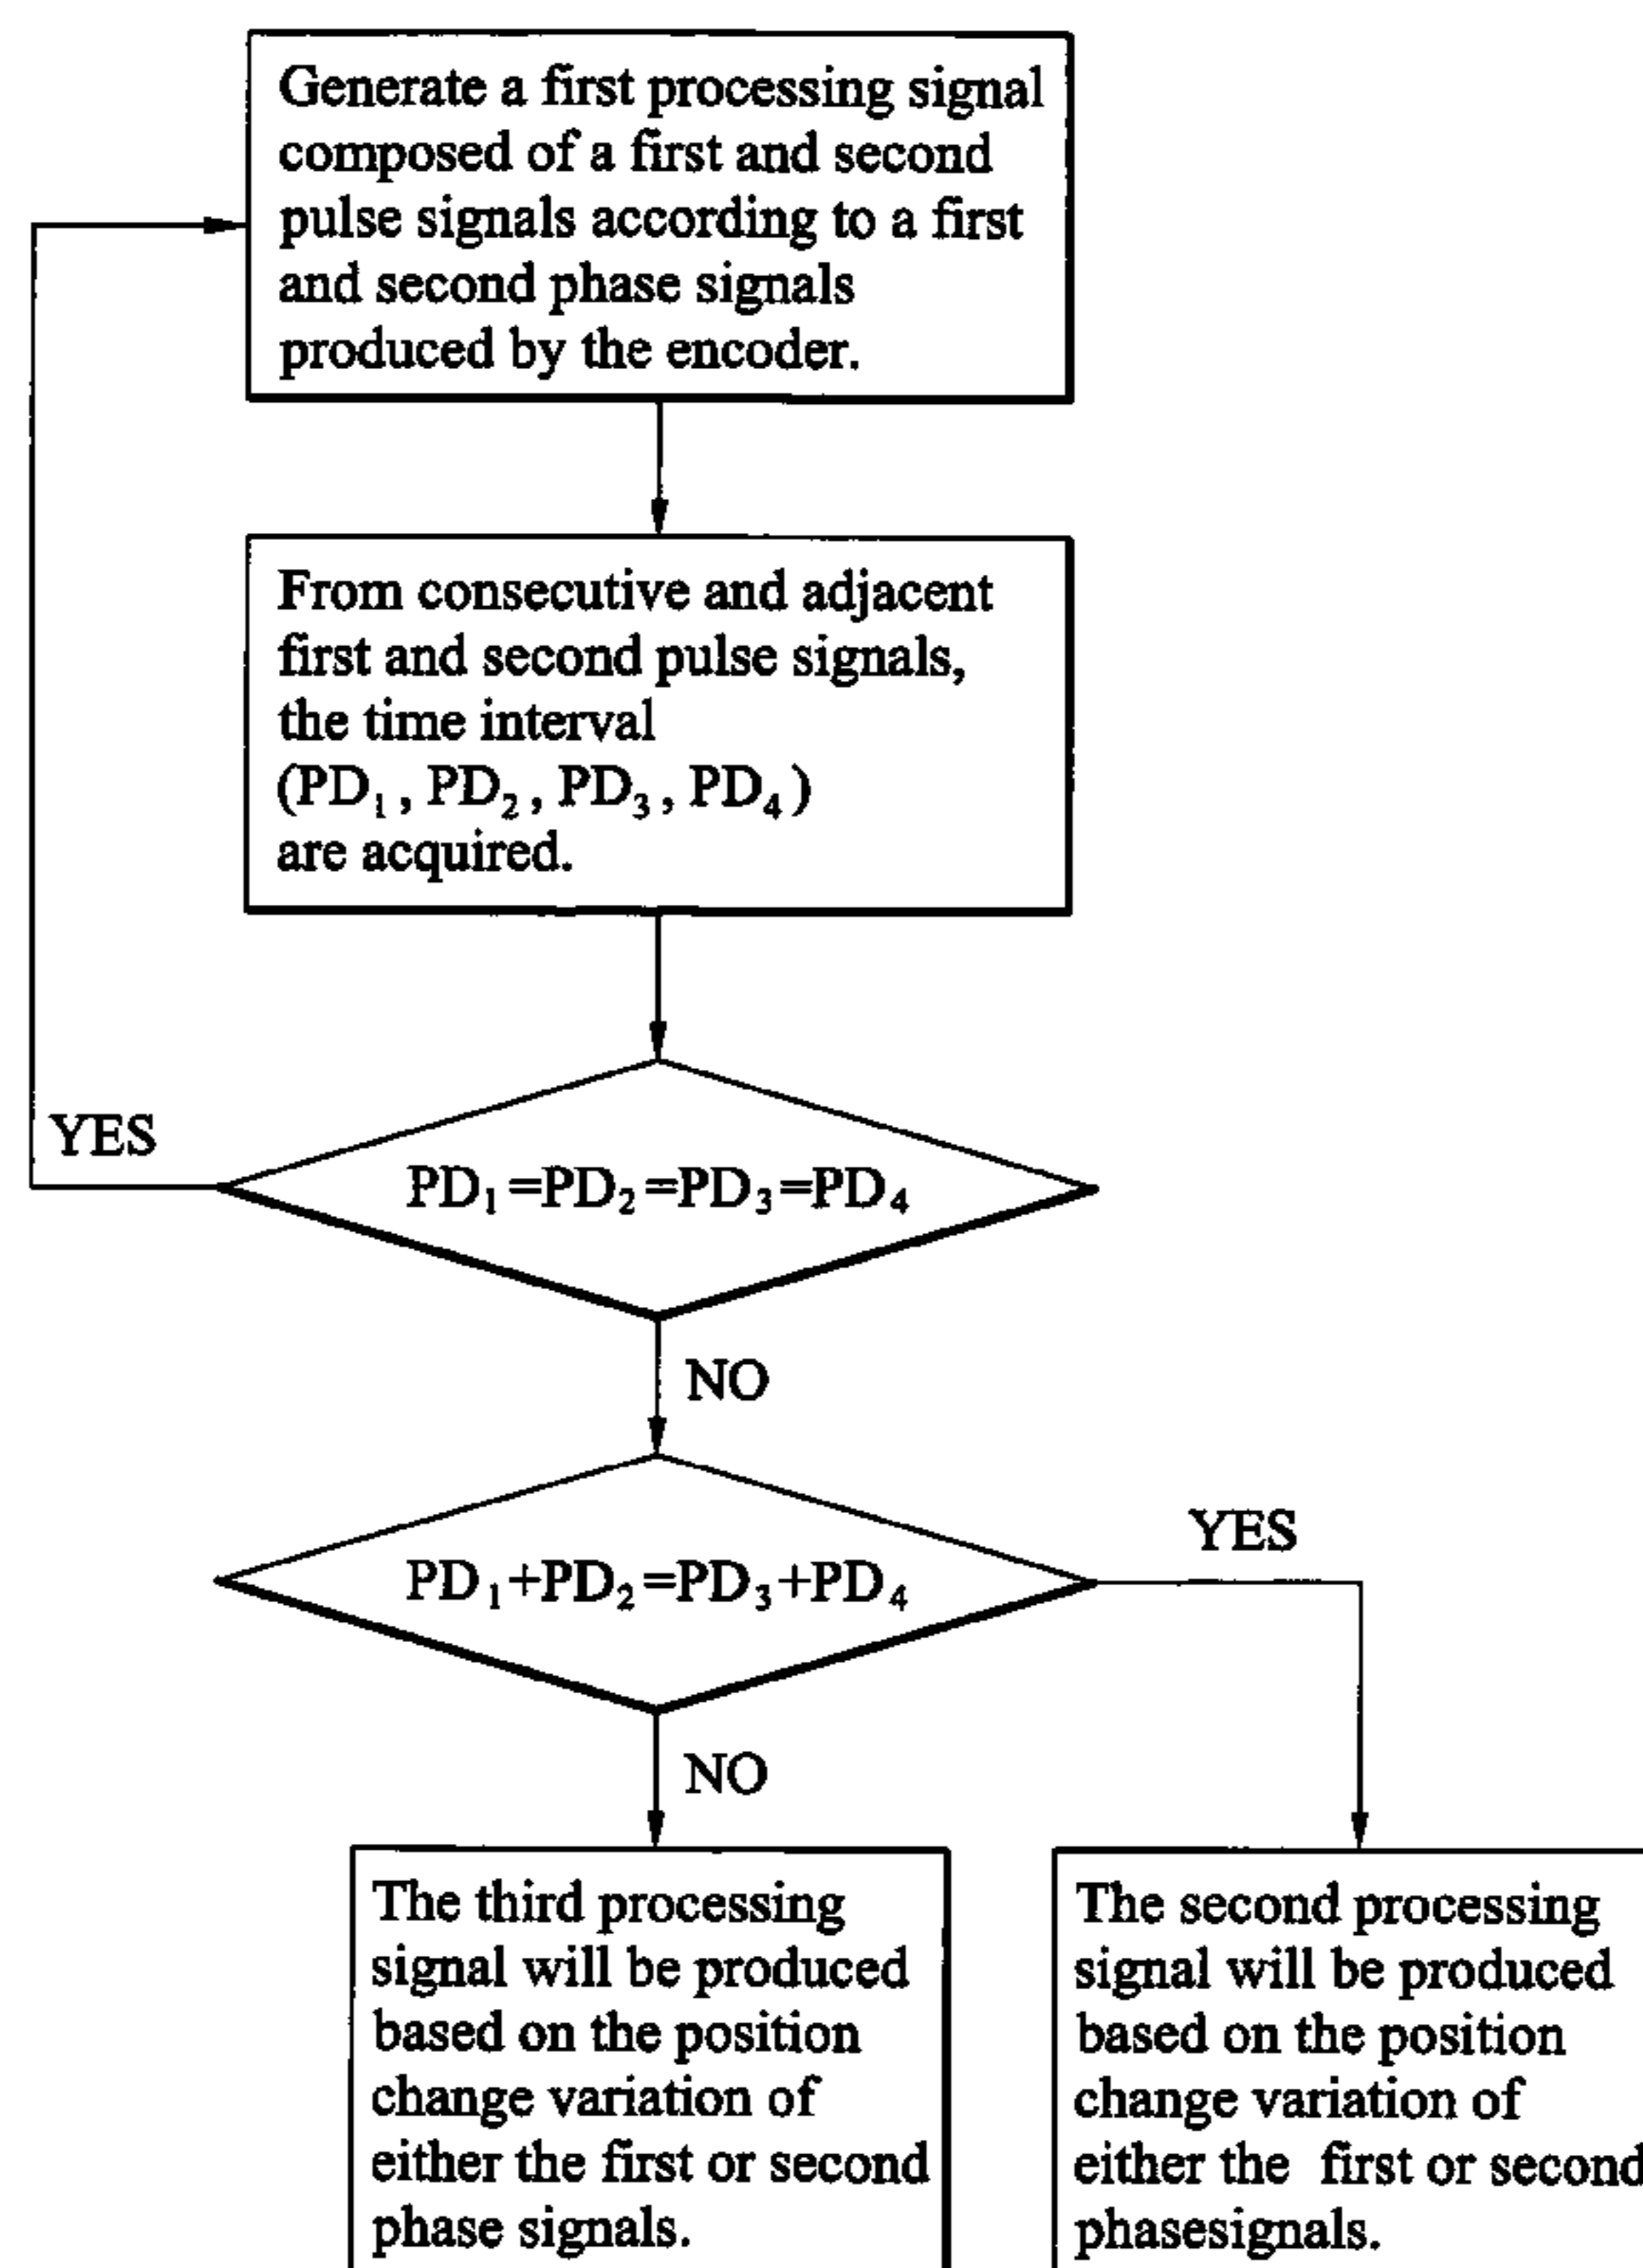 Generate a first processing signal
composed of a first and second
pulse signals according to a first
and second phase signals
produced by the encoder.
From consecutive and adjacent
first and second pulse signals,
the time interval
(PD₁, PD₂, PD₃, PD₄)
are acquired.
YES
PD₁=PD₂=PD₃=PD₄
NO
YES
PD₁+PD₂=PD₃+PD₄
NO
The third processing
signal will be produced
based on the position
change variation of
either the first or second
phase signals.
The second processing
signal will be produced
based on the position
change variation of
either the first or second
phasesignals.